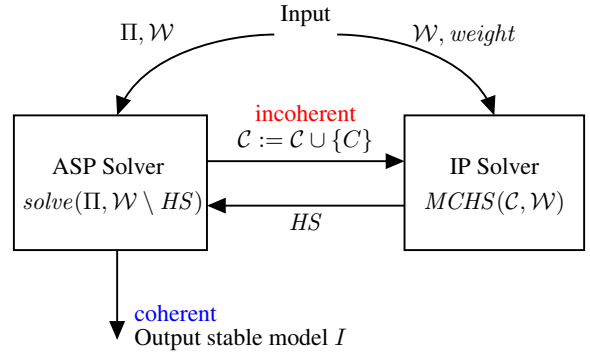 Input
Π, 𝒲
𝒲, weight
incoherent
𝒞 := 𝒞 ∪ {C}
ASP Solver
solve(Π, 𝒲 \ HS)
IP Solver
MCHS(𝒞, 𝒲)
HS
coherent
Output stable model I